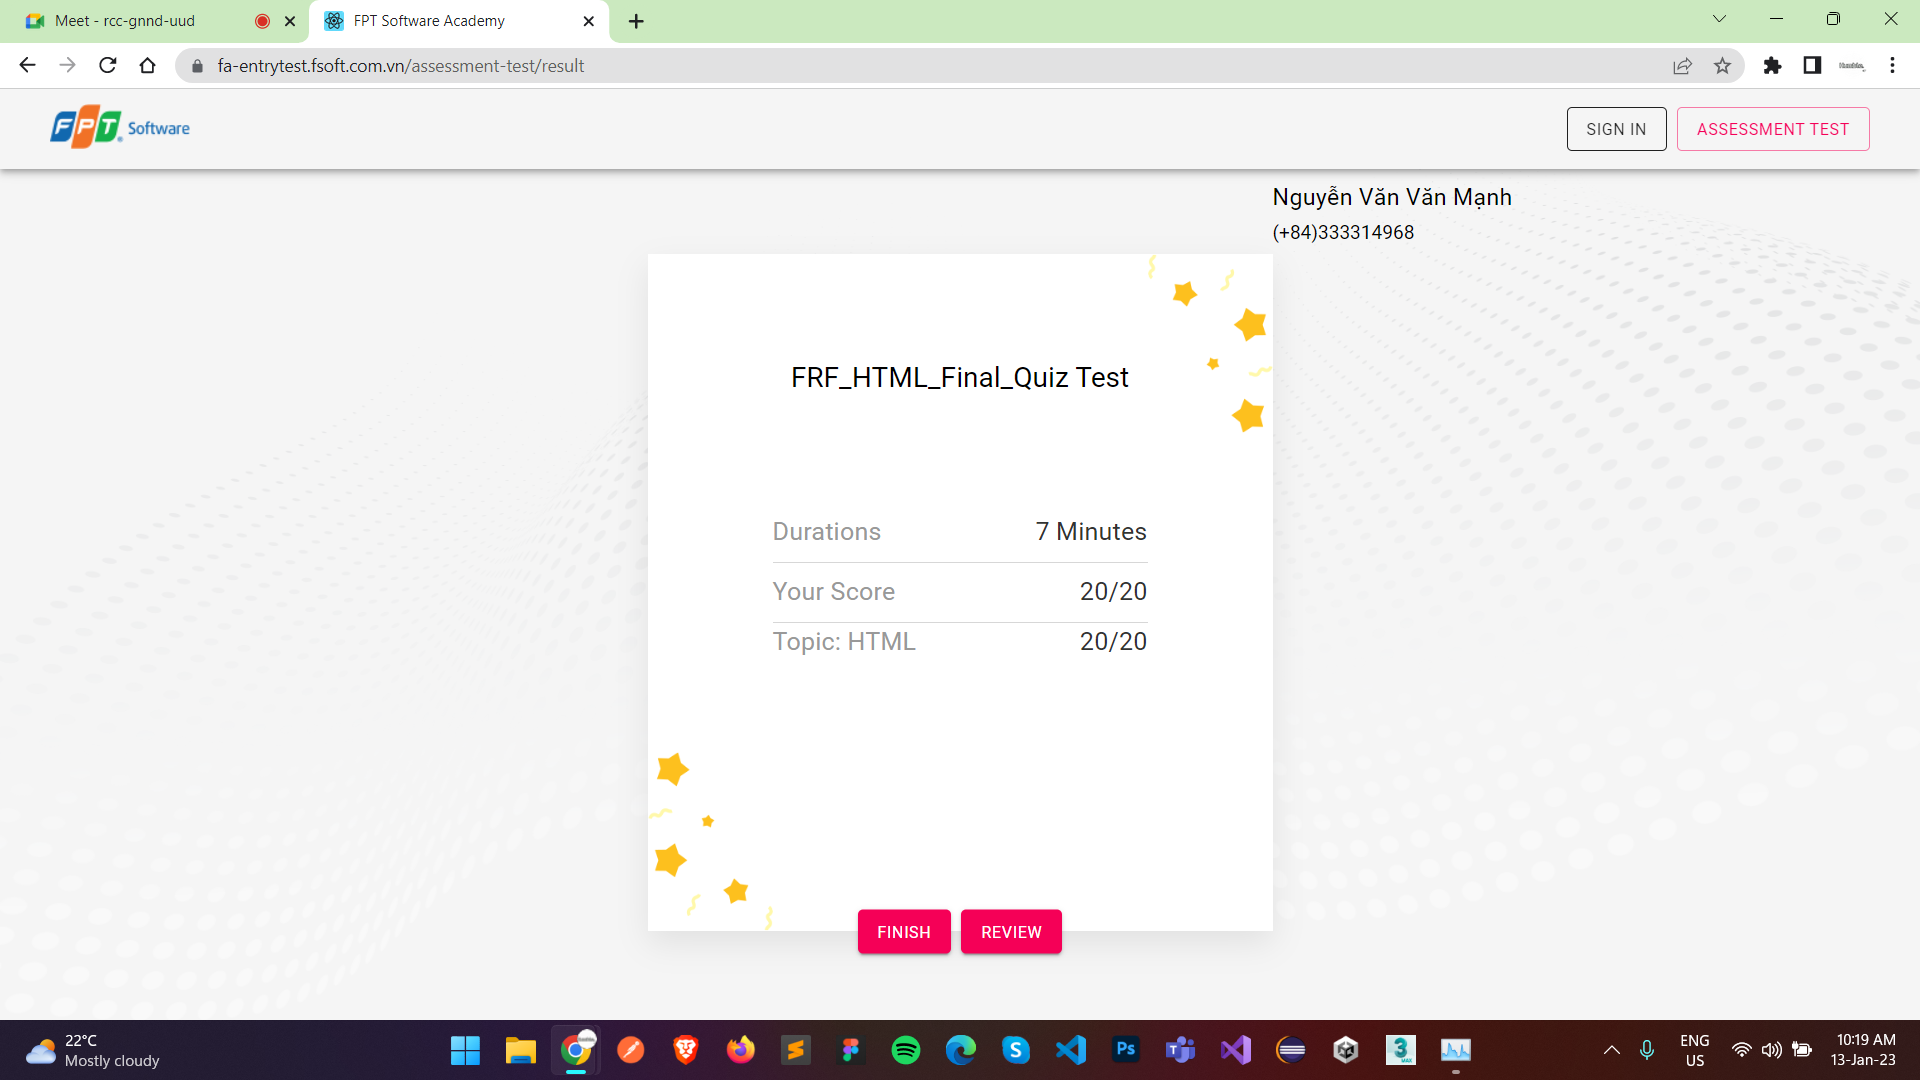 Meet - rcc-gnnd-uud
FPT Software Academy
fa-entrytest.fsoft.com.vn/assessment-test/result
FPT Software
SIGN IN
ASSESSMENT TEST
Nguyễn Văn Văn Mạnh
(+84)333314968
FRF_HTML_Final_Quiz Test
Durations 7 Minutes
Your Score 20/20
Topic: HTML 20/20
FINISH
REVIEW
22°C
Mostly cloudy
Ps
3
ENG
US
10:19 AM
13-Jan-23